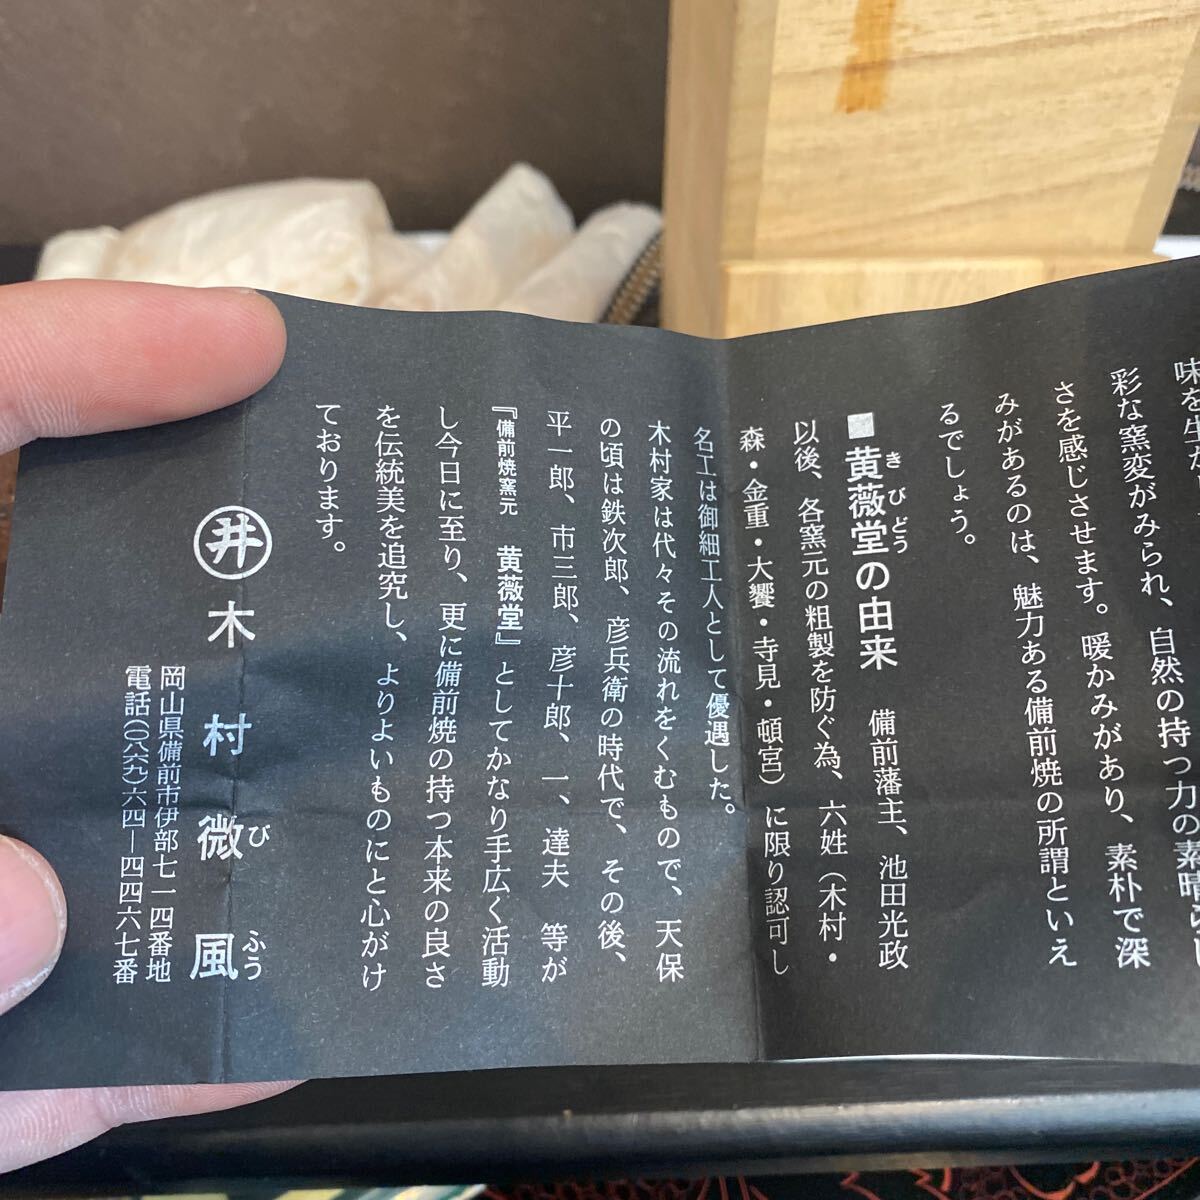 味を生か
彩な窯変がみられ、自然の持つ力の素晴らし
さを感じさせます。暖かみがあり、素朴で深
みがあるのは、魅力ある備前焼の所謂といえ
るでしょう。
■黄薇堂の由来　備前藩主、池田光政
きびどう
以後、各窯元の粗製を防ぐ為、六姓（木村・
森・金重・大饗・寺見・頓宮）に限り認可し
名工は御細工人として優遇した。
木村家は代々その流れをくむもので、天保
の頃は鉄次郎、彦兵衛の時代で、その後、
平一郎、市三郎、彦十郎、一、達夫　等が
『備前焼窯元　黄薇堂』としてかなり手広く活動
し今日に至り、更に備前焼の持つ本来の良さ
を伝統美を追究し、よりよいものにと心がけ
ております。
井 木村微風
びふう
岡山県備前市伊部七一四番地
電話(〇八六九)六四―四四六七番